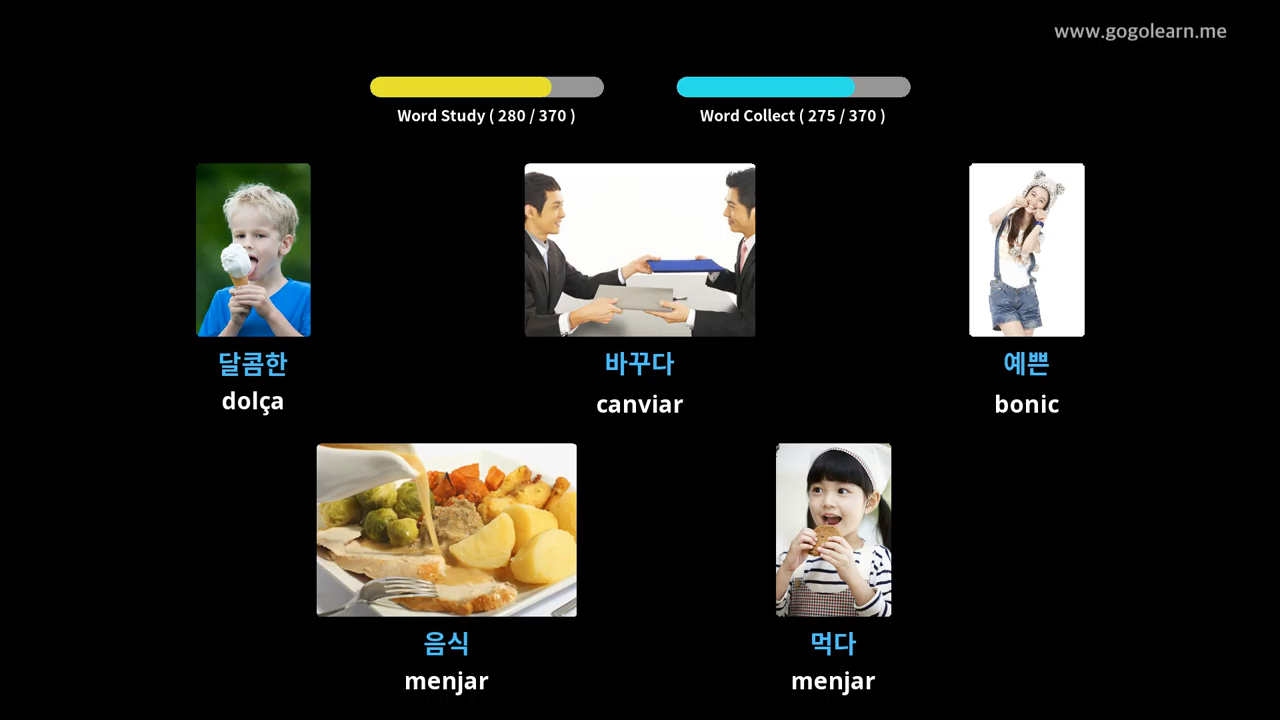 www.gogolearn.me
Word Study ( 280 / 370 )
Word Collect ( 275 / 370 )
달콤한
dolça
바꾸다
canviar
예쁜
bonic
음식
menjar
먹다
menjar